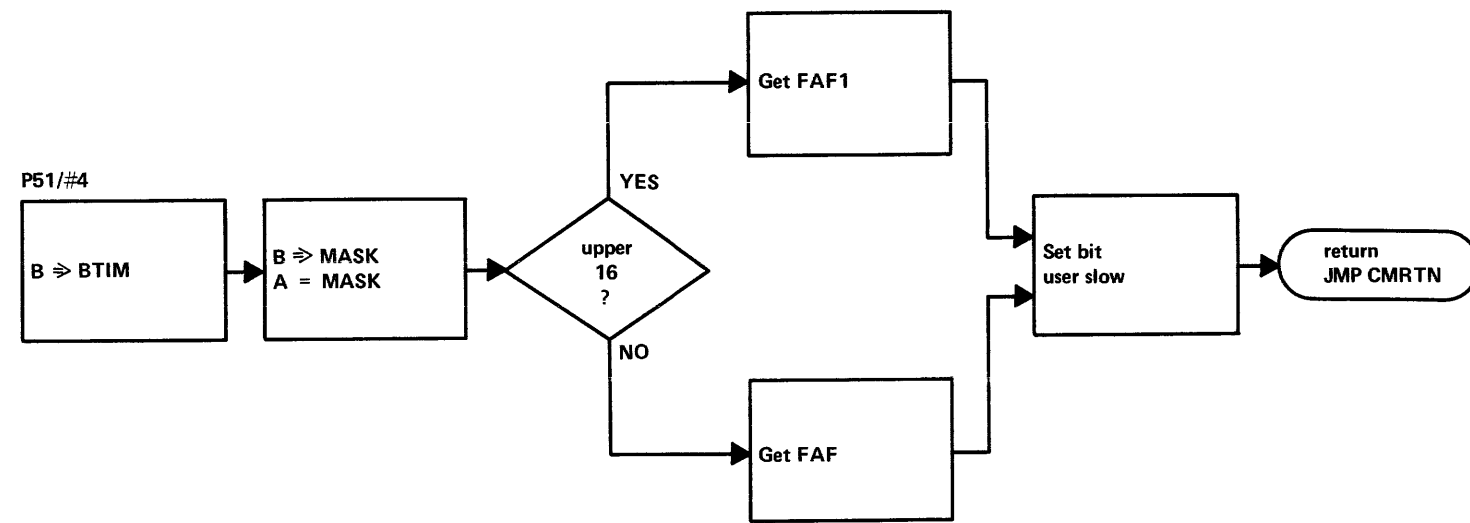 Get FAF1
P51/#4
YES
B ⇒ BTIM
B ⇒ MASK
A = MASK
upper
16
?
Set bit
user slow
return
JMP CMRTN
NO
Get FAF